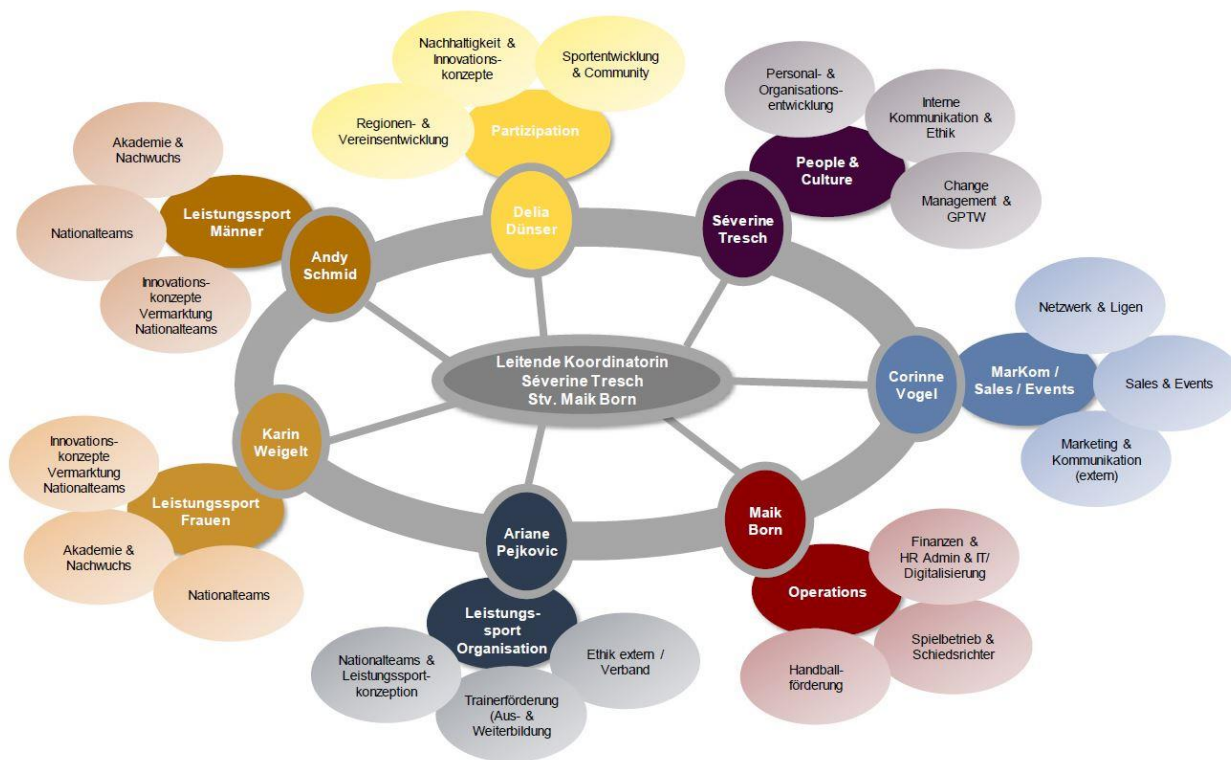 Nachhaltigkeit &
Innovations-
konzepte
Sportentwicklung
& Community
Regionen- &
Vereinsentwicklung
Partizipation
Delia
Dünser
Personal- &
Organisations-
entwicklung
Interne
Kommunikation &
Ethik
Change
Management &
GPTW
People &
Culture
Séverine
Tresch
Akademie &
Nachwuchs
Nationalteams
Innovations-
konzepte
Vermarktung
Nationalteams
Leistungssport
Männer
Andy
Schmid
Leitende Koordinatorin
Séverine Tresch
Stv. Maik Born
Netzwerk & Ligen
Sales & Events
Marketing &
Kommunikation
(extern)
MarKom /
Sales / Events
Corinne
Vogel
Karin
Weigelt
Leistungssport
Frauen
Innovations-
konzepte
Vermarktung
Nationalteams
Akademie &
Nachwuchs
Nationalteams
Ariane
Pejkovic
Leistungs-
sport
Organisation
Nationalteams &
Leistungssport-
konzeption
Trainerförderung
(Aus- &
Weiterbildung
Ethik extern /
Verband
Maik
Born
Operations
Finanzen &
HR Admin & IT/
Digitalisierung
Spielbetrieb &
Schiedsrichter
Handball-
förderung